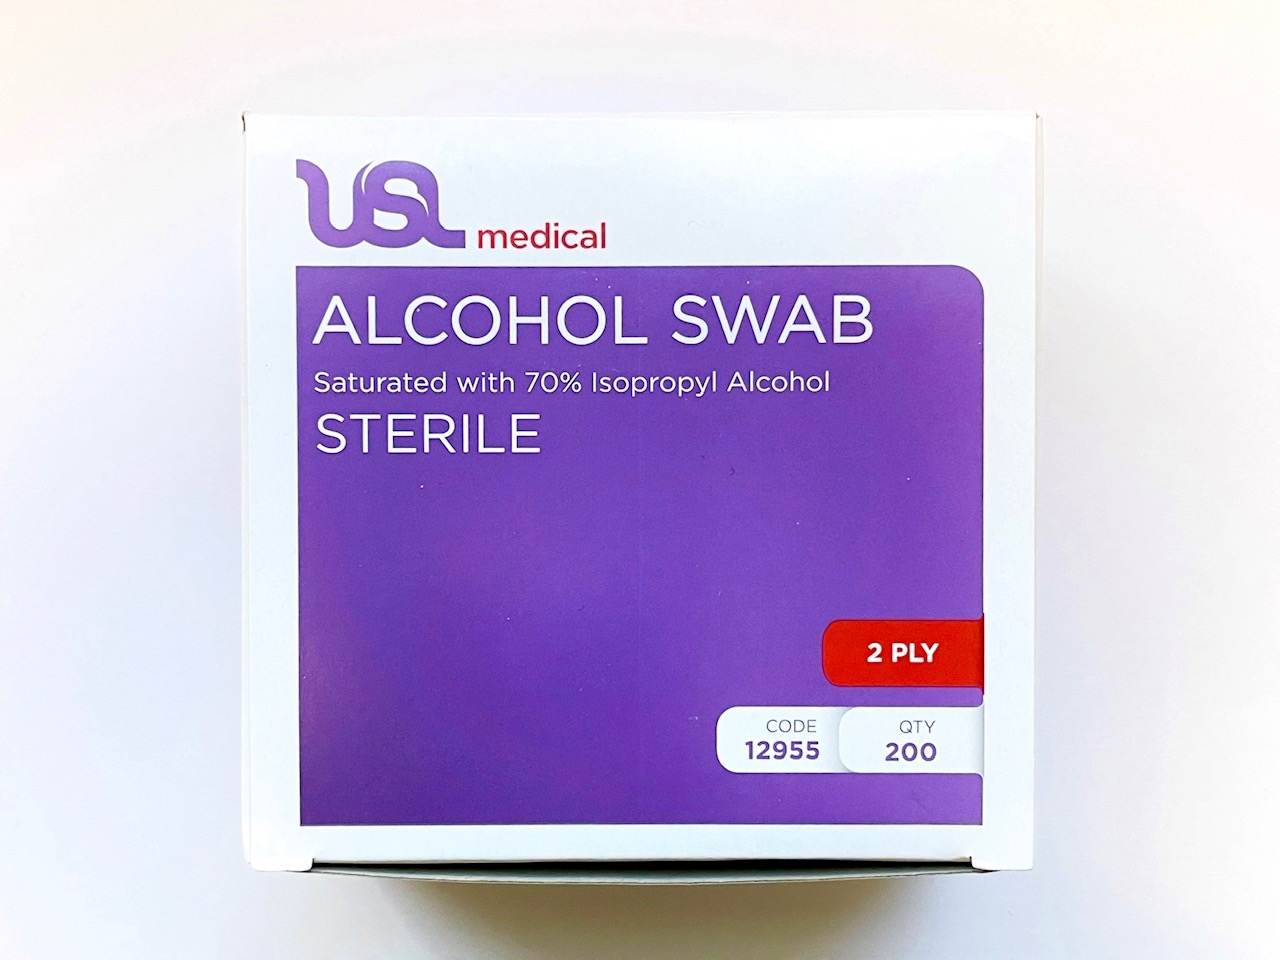 USL medical
ALCOHOL SWAB
Saturated with 70% Isopropyl Alcohol
STERILE
2 PLY
CODE QTY
12955 200